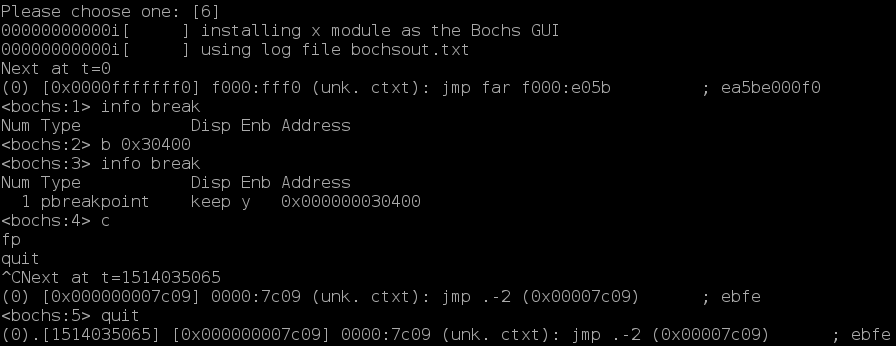 Please choose one: [6]
00000000000i[      ] installing x module as the Bochs GUI
00000000000i[      ] using log file bochsout.txt
Next at t=0
(0) [0x0000fffffff0] f000:fff0 (unk. ctxt): jmp far f000:e05b         ; ea5be000f0
<bochs:1> info break
Num Type           Disp Enb Address
<bochs:2> b 0x30400
<bochs:3> info break
Num Type           Disp Enb Address
  1 pbreakpoint    keep y   0x000000030400
<bochs:4> c
fp
quit
^CNext at t=1514035065
(0) [0x000000007c09] 0000:7c09 (unk. ctxt): jmp .-2 (0x00007c09)      ; ebfe
<bochs:5> quit
(0).[1514035065] [0x000000007c09] 0000:7c09 (unk. ctxt): jmp .-2 (0x00007c09)      ; ebfe